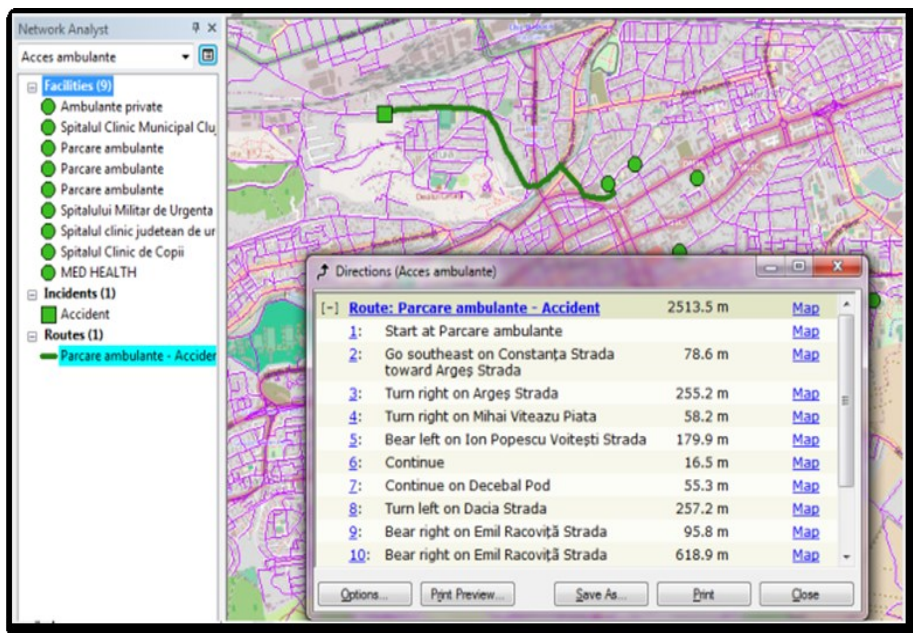 Network Analyst
Acces ambulante
Facilities (9)
Ambulante private
Spitalul Clinic Municipal Cluj
Parcare ambulante
Parcare ambulante
Parcare ambulante
Spitalului Militar de Urgenta
Spitalul clinic judetean de ur
Spitalul Clinic de Copii
MED HEALTH
Incidents (1)
Accident
Routes (1)
Parcare ambulante - Acciden
Directions (Acces ambulante)
[-] Route: Parcare ambulante - Accident 2513.5 m Map
1: Start at Parcare ambulante Map
2: Go southeast on Constanța Strada 78.6 m Map
toward Argeș Strada
3: Turn right on Argeș Strada 255.2 m Map
4: Turn right on Mihai Viteazu Piata 58.2 m Map
5: Bear left on Ion Popescu Voitești Strada 179.9 m Map
6: Continue 16.5 m Map
7: Continue on Decebal Pod 55.3 m Map
8: Turn left on Dacia Strada 257.2 m Map
9: Bear right on Emil Racoviță Strada 95.8 m Map
10: Bear right on Emil Racoviță Strada 618.9 m Map
Options... Print Preview... Save As... Print Close